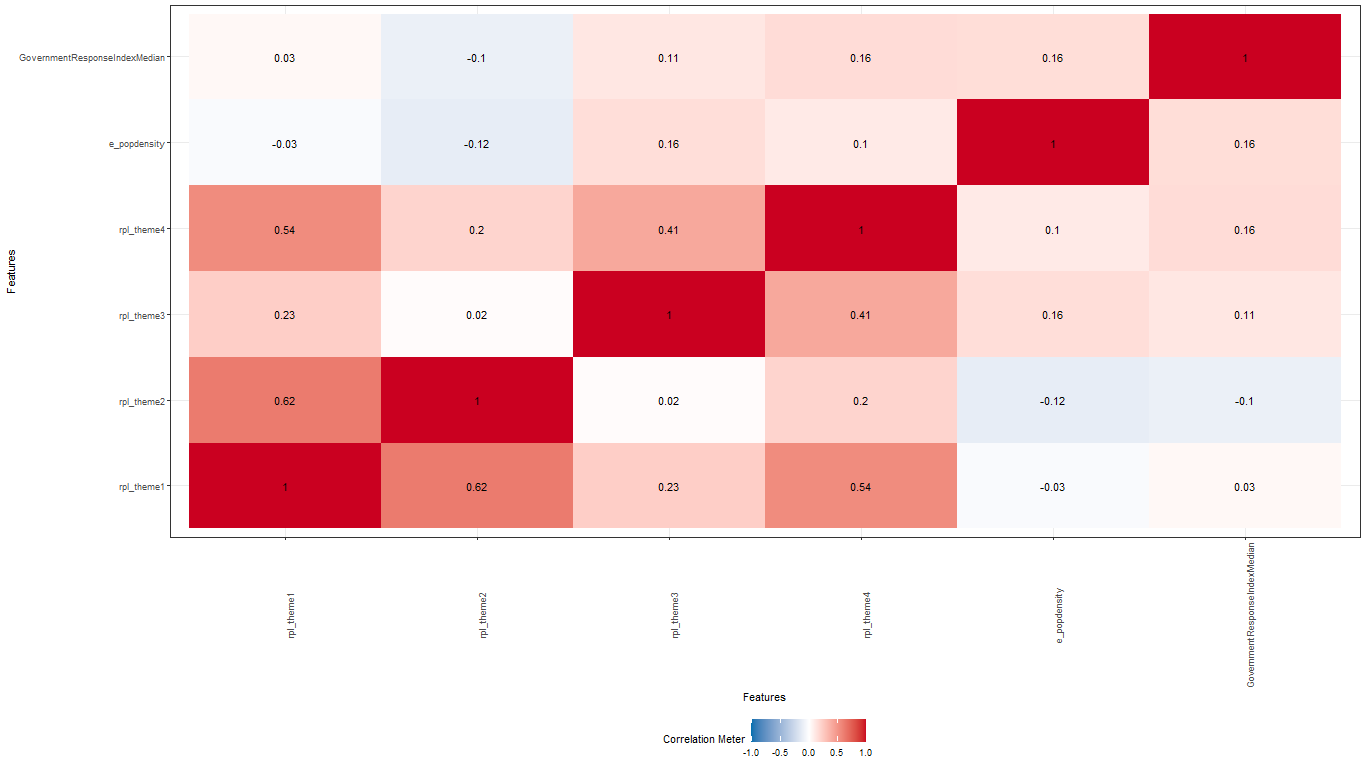 GovernmentResponseIndexMedian 0.03 -0.1 0.11 0.16 0.16 1
e_popdensity -0.03 -0.12 0.16 0.1 1 0.16
rpl_theme4 0.54 0.2 0.41 1 0.1 0.16
Features
rpl_theme3 0.23 0.02 1 0.41 0.16 0.11
rpl_theme2 0.62 1 0.02 0.2 -0.12 -0.1
rpl_theme1 1 0.62 0.23 0.54 -0.03 0.03
rpl_theme1 rpl_theme2 rpl_theme3 rpl_theme4 e_popdensity GovernmentResponseIndexMedian
Features
Correlation Meter
-1.0 -0.5 0.0 0.5 1.0